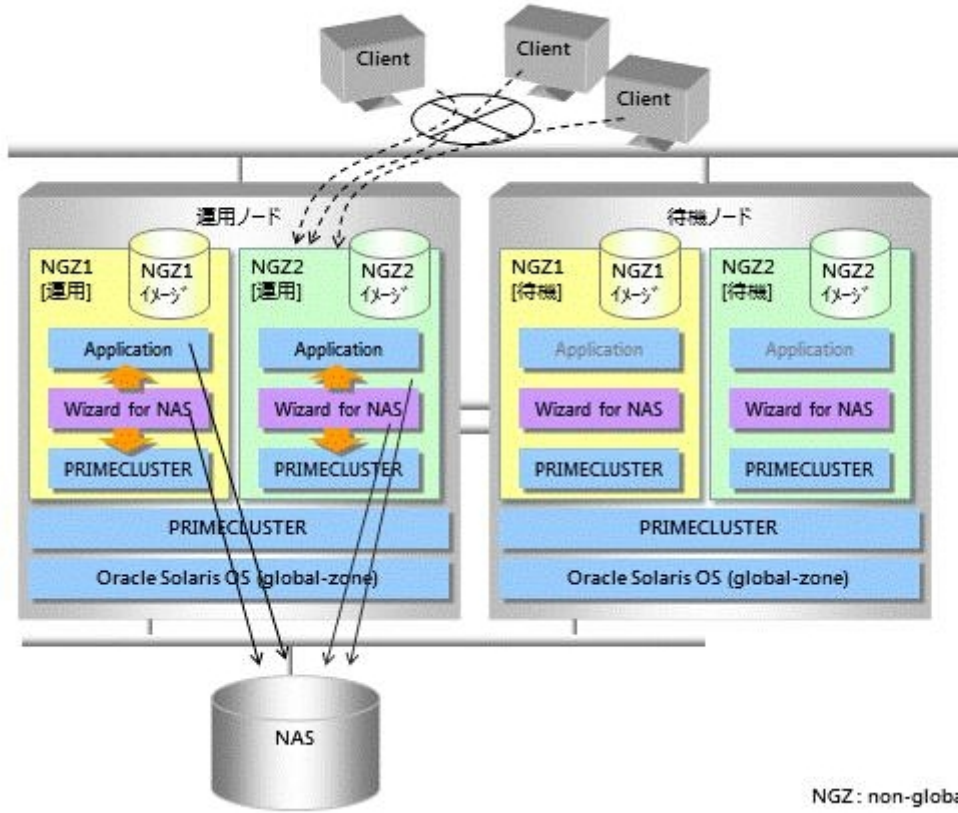 Client
Client
Client
運用ノード
待機ノード
NGZ1
[運用]
NGZ1
イメージ
NGZ2
[運用]
NGZ2
イメージ
NGZ1
[待機]
NGZ1
イメージ
NGZ2
[待機]
NGZ2
イメージ
Application
Application
Application
Application
Wizard for NAS
Wizard for NAS
Wizard for NAS
Wizard for NAS
PRIMECLUSTER
PRIMECLUSTER
PRIMECLUSTER
PRIMECLUSTER
PRIMECLUSTER
PRIMECLUSTER
Oracle Solaris OS (global-zone)
Oracle Solaris OS (global-zone)
NAS
NGZ: non-globa